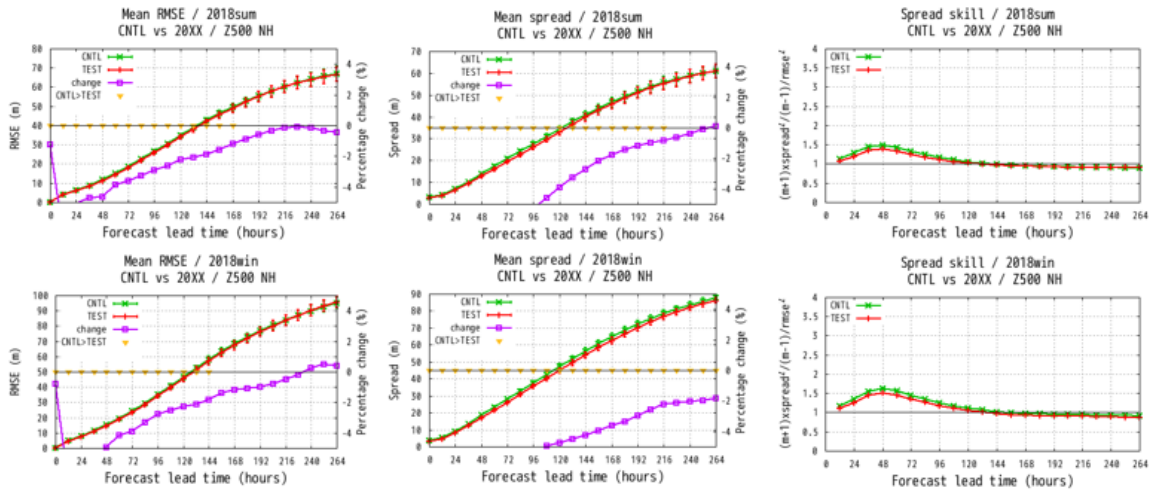 Mean RMSE / 2018sum
CNTL vs 20XX / Z500 NH
80
70
60
50
40
30
20
10
0
RMSE (m)
CNTL
TEST
change
CNTL>TEST
4
2
0
-2
-4
Percentage change (%)
0 24 48 72 96 120 144 168 192 216 240 264
Forecast lead time (hours)
Mean spread / 2018sum
CNTL vs 20XX / Z500 NH
70
60
50
40
30
20
10
0
Spread (m)
CNTL
TEST
change
CNTL>TEST
4
2
0
-2
-4
Percentage change (%)
0 24 48 72 96 120 144 168 192 216 240 264
Forecast lead time (hours)
Spread skill / 2018sum
CNTL vs 20XX / Z500 NH
4
3.5
3
2.5
2
1.5
1
0.5
0
(m+1)xspread²/(m-1)/rmse²
CNTL
TEST
0 24 48 72 96 120 144 168 192 216 240 264
Forecast lead time (hours)
Mean RMSE / 2018win
CNTL vs 20XX / Z500 NH
100
90
80
70
60
50
40
30
20
10
0
RMSE (m)
CNTL
TEST
change
CNTL>TEST
4
2
0
-2
-4
Percentage change (%)
0 24 48 72 96 120 144 168 192 216 240 264
Forecast lead time (hours)
Mean spread / 2018win
CNTL vs 20XX / Z500 NH
90
80
70
60
50
40
30
20
10
0
Spread (m)
CNTL
TEST
change
CNTL>TEST
4
2
0
-2
-4
Percentage change (%)
0 24 48 72 96 120 144 168 192 216 240 264
Forecast lead time (hours)
Spread skill / 2018win
CNTL vs 20XX / Z500 NH
4
3.5
3
2.5
2
1.5
1
0.5
0
(m+1)xspread²/(m-1)/rmse²
CNTL
TEST
0 24 48 72 96 120 144 168 192 216 240 264
Forecast lead time (hours)